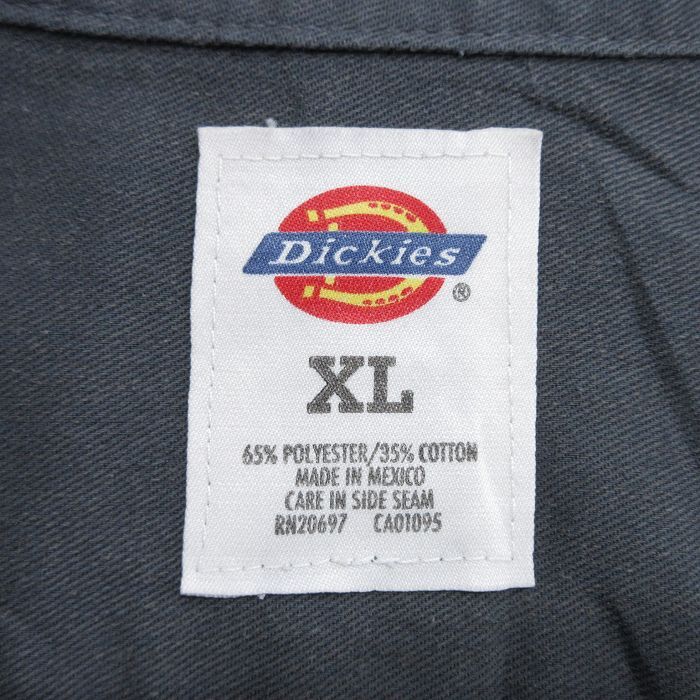 Dickies
®
XL
65% POLYESTER/35% COTTON
MADE IN MEXICO
CARE IN SIDE SEAM
RN20697 CA01095